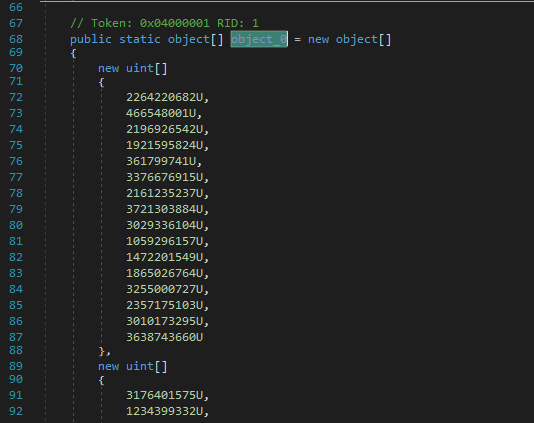 66
67 // Token: 0x04000001 RID: 1
68 public static object[] object_0 = new object[]
69 {
70 new uint[]
71 {
72 2264220682U,
73 466548001U,
74 2196926542U,
75 1921595824U,
76 361799741U,
77 3376676915U,
78 2161235237U,
79 3721303884U,
80 3029336104U,
81 1059296157U,
82 1472201549U,
83 1865026764U,
84 3255000727U,
85 2357175103U,
86 3010173295U,
87 3638743660U
88 },
89 new uint[]
90 {
91 3176401575U,
92 1234399332U,